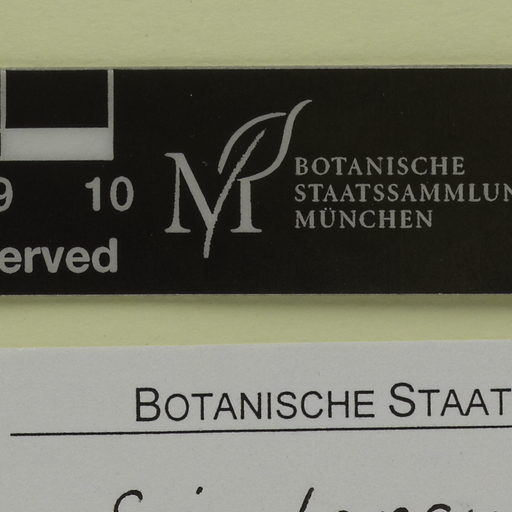 9 10
erved
BOTANISCHE
STAATSSAMMLUN
MÜNCHEN
BOTANISCHE STAAT